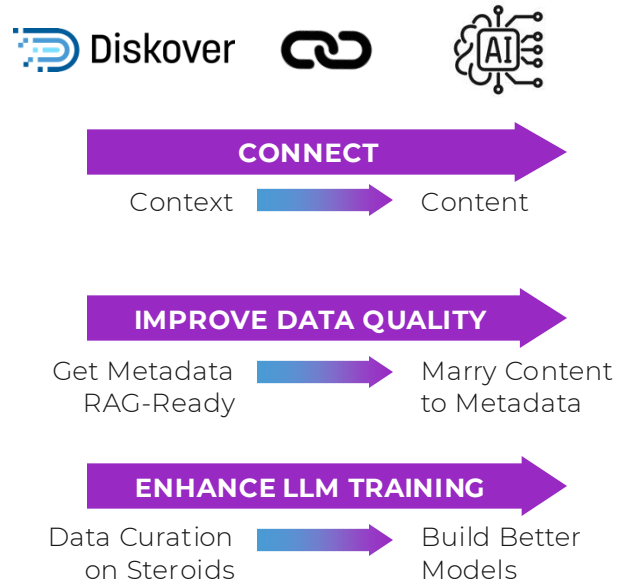 Diskover
AI
CONNECT
Context
Content
IMPROVE DATA QUALITY
Get Metadata
RAG-Ready
Marry Content
to Metadata
ENHANCE LLM TRAINING
Data Curation
on Steroids
Build Better
Models